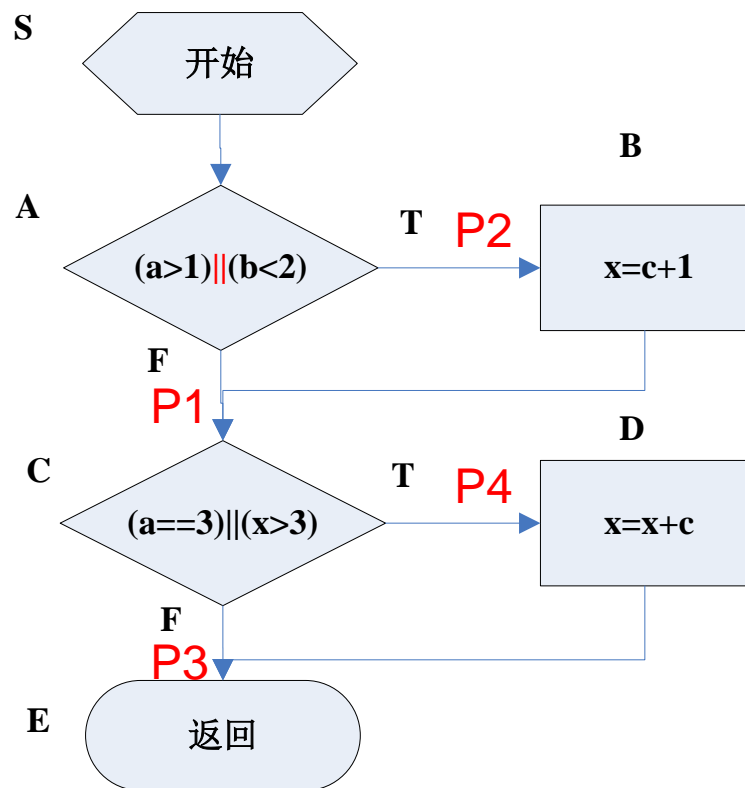 S
开始
B
A
(a>1)||(b<2)
T
P2
x=c+1
F
P1
D
C
(a==3)||(x>3)
T
P4
x=x+c
F
P3
E
返回